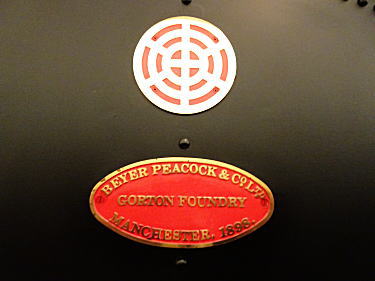 BEYER PEACOCK & CO. LTD
GORTON FOUNDRY
MANCHESTER. 1898.